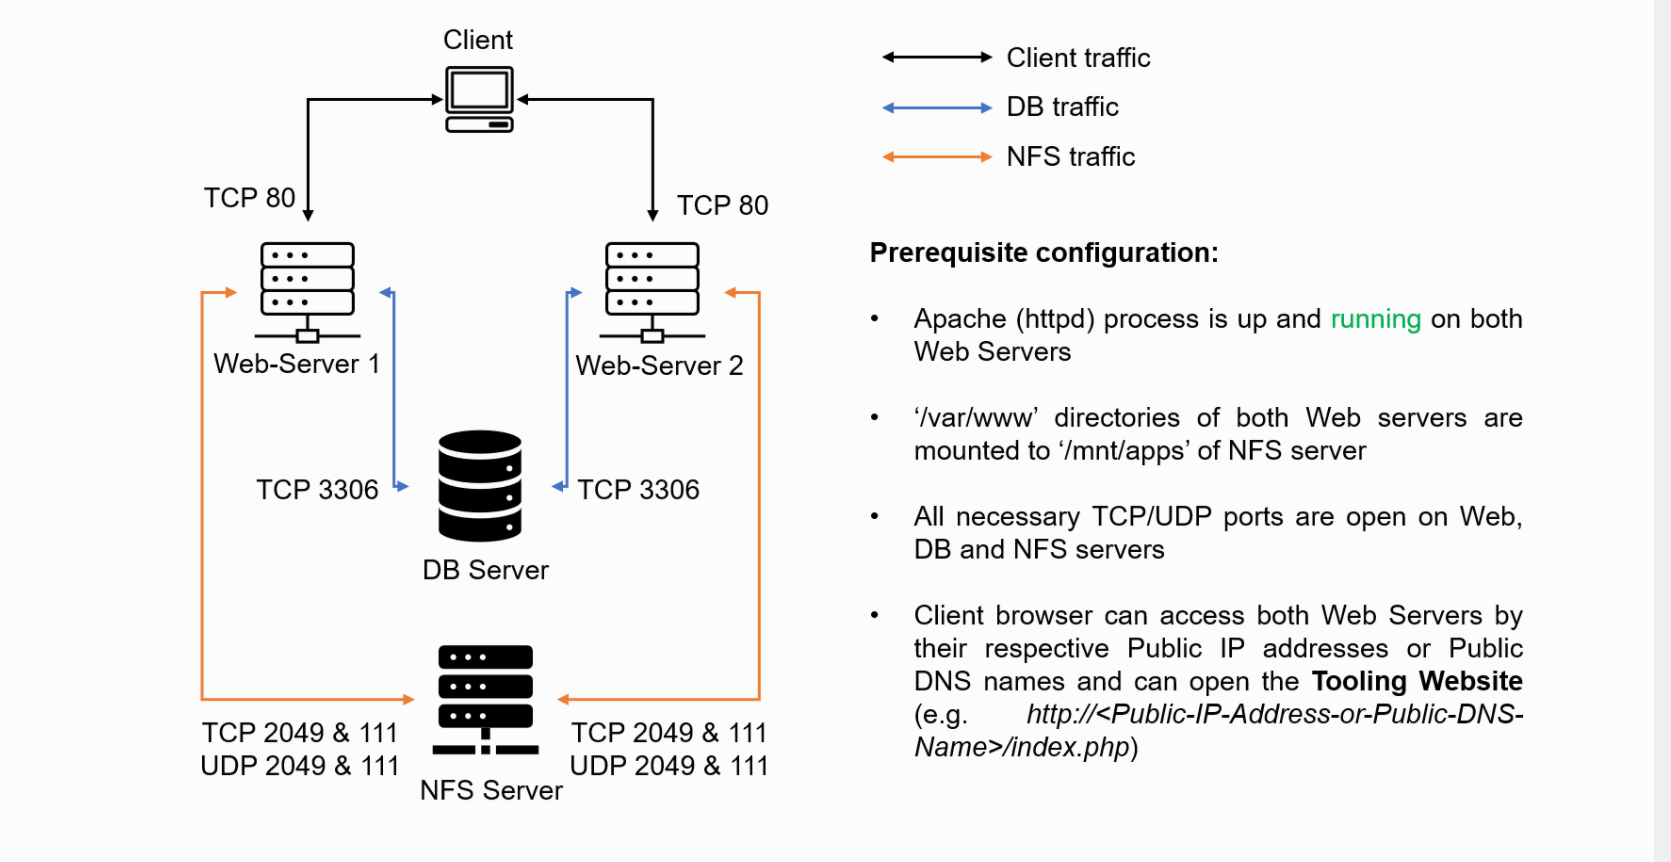 Client
TCP 80
TCP 80
Web-Server 1
Web-Server 2
TCP 3306
TCP 3306
DB Server
TCP 2049 & 111
UDP 2049 & 111
TCP 2049 & 111
UDP 2049 & 111
NFS Server
Client traffic
DB traffic
NFS traffic
Prerequisite configuration:
• Apache (httpd) process is up and running on both
Web Servers
• ‘/var/www’ directories of both Web servers are
mounted to ‘/mnt/apps’ of NFS server
• All necessary TCP/UDP ports are open on Web,
DB and NFS servers
• Client browser can access both Web Servers by
their respective Public IP addresses or Public
DNS names and can open the Tooling Website
(e.g. http://<Public-IP-Address-or-Public-DNS-
Name>/index.php)